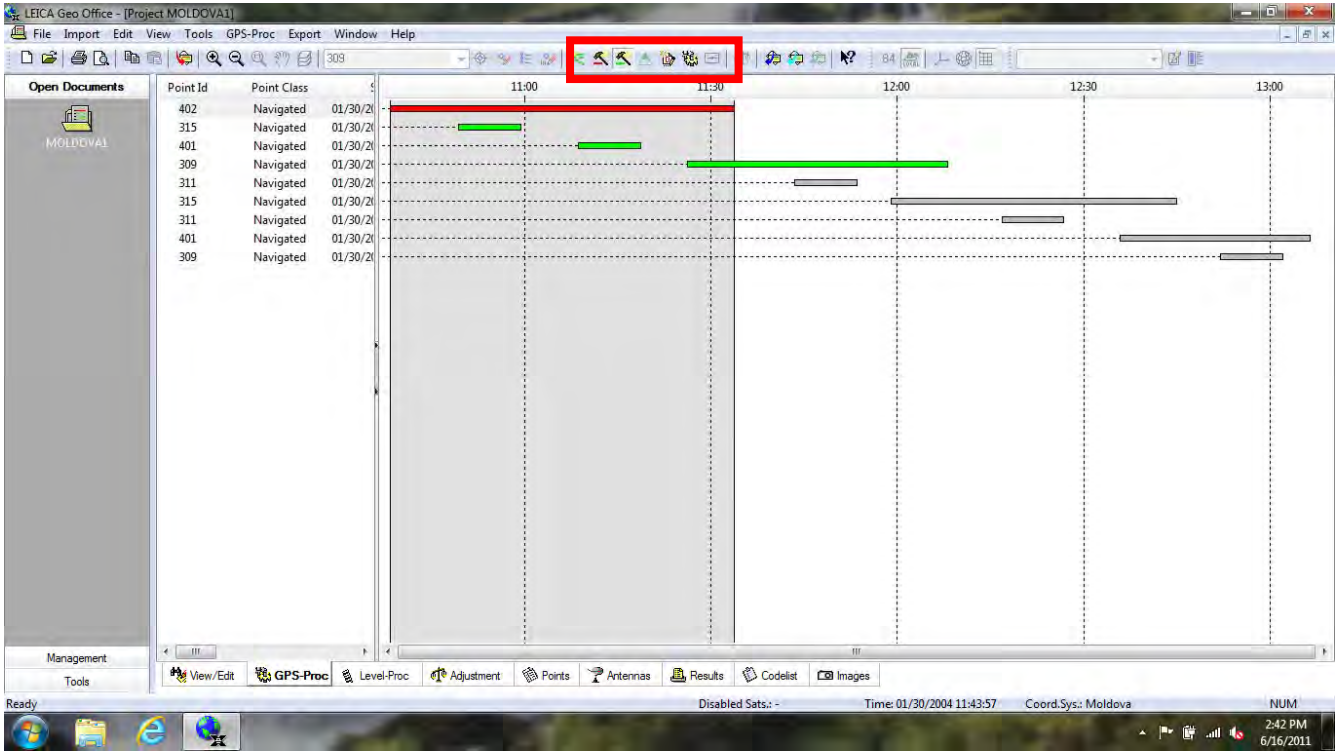 LEICA Geo Office - [Project MOLDOVA1]
File Import Edit View Tools GPS-Proc Export Window Help
309
84
Open Documents
MOLDOVA1
Point Id Point Class
11:00 11:30 12:00 12:30 13:00
402 Navigated 01/30/20
315 Navigated 01/30/20
401 Navigated 01/30/20
309 Navigated 01/30/20
311 Navigated 01/30/20
315 Navigated 01/30/20
311 Navigated 01/30/20
401 Navigated 01/30/20
309 Navigated 01/30/20
Management
Tools
View/Edit GPS-Proc Level-Proc Adjustment Points Antennas Results Codelist Images
Ready Disabled Sats.: - Time: 01/30/2004 11:43:57 Coord.Sys.: Moldova NUM
2:42 PM
6/16/2011